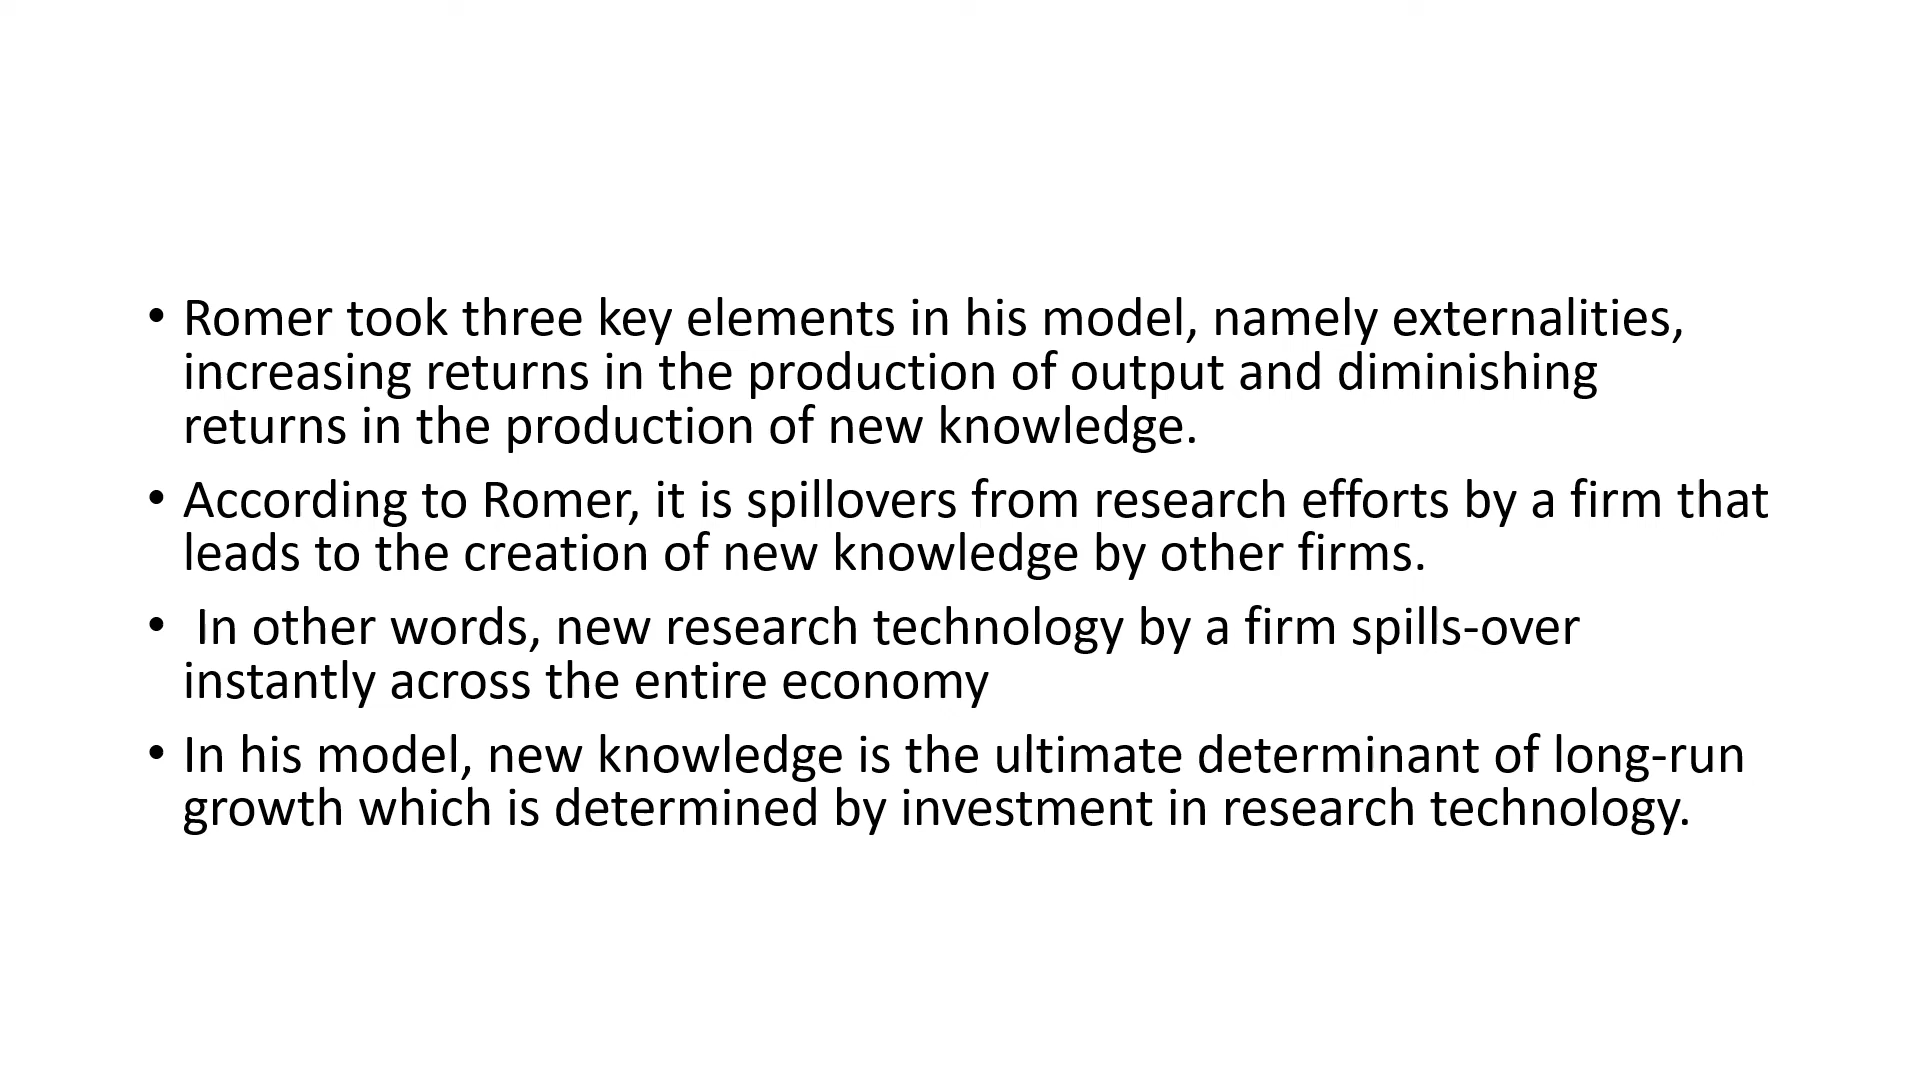 • Romer took three key elements in his model, namely externalities,
increasing returns in the production of output and diminishing
returns in the production of new knowledge.
• According to Romer, it is spillovers from research efforts by a firm that
leads to the creation of new knowledge by other firms.
• In other words, new research technology by a firm spills-over
instantly across the entire economy
• In his model, new knowledge is the ultimate determinant of long-run
growth which is determined by investment in research technology.